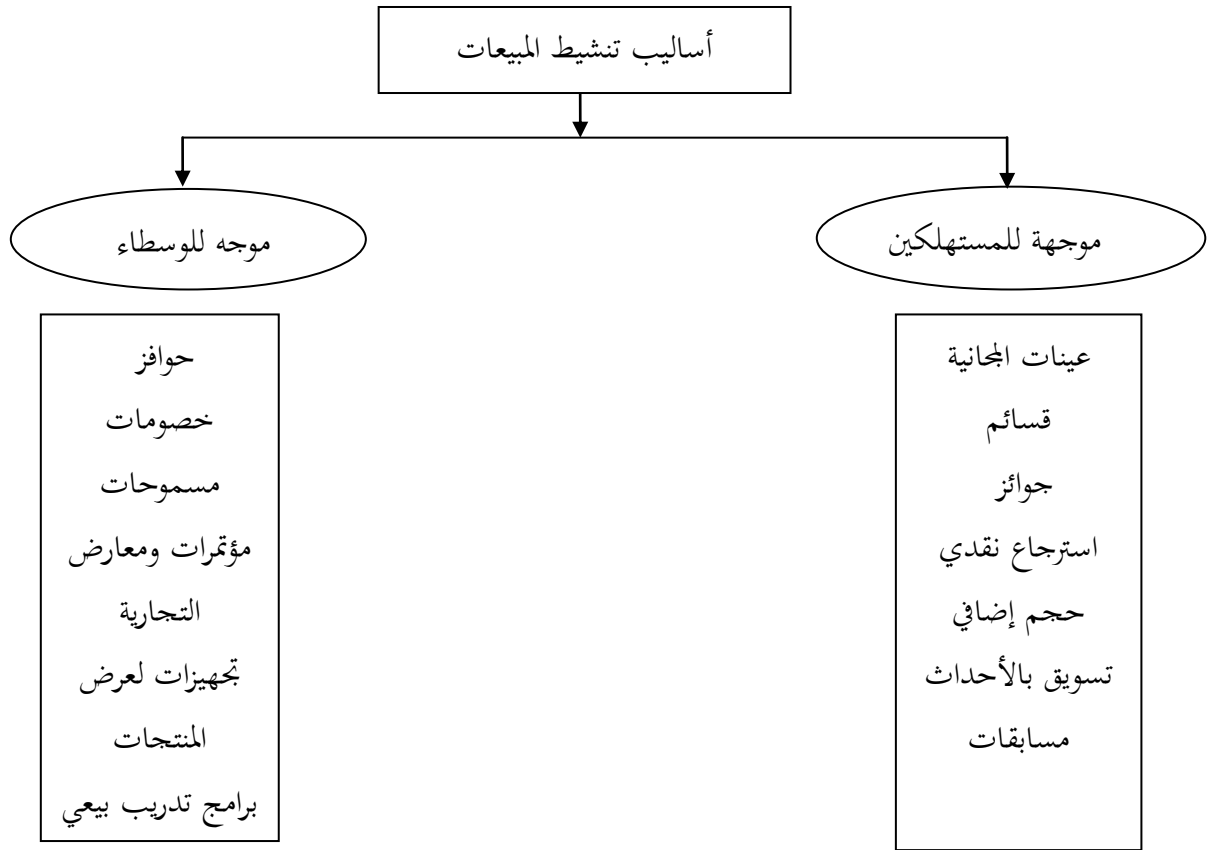 أساليب تنشيط المبيعات
موجهة للمستهلكين
عينات المجانية
قسائم
جوائز
استرجاع نقدي
حجم إضافي
تسويق بالأحداث
مسابقات
موجه للوسطاء
حوافز
خصومات
مسموحات
مؤتمرات ومعارض
التجارية
تجهيزات لعرض
المنتجات
برامج تدريب بيعي